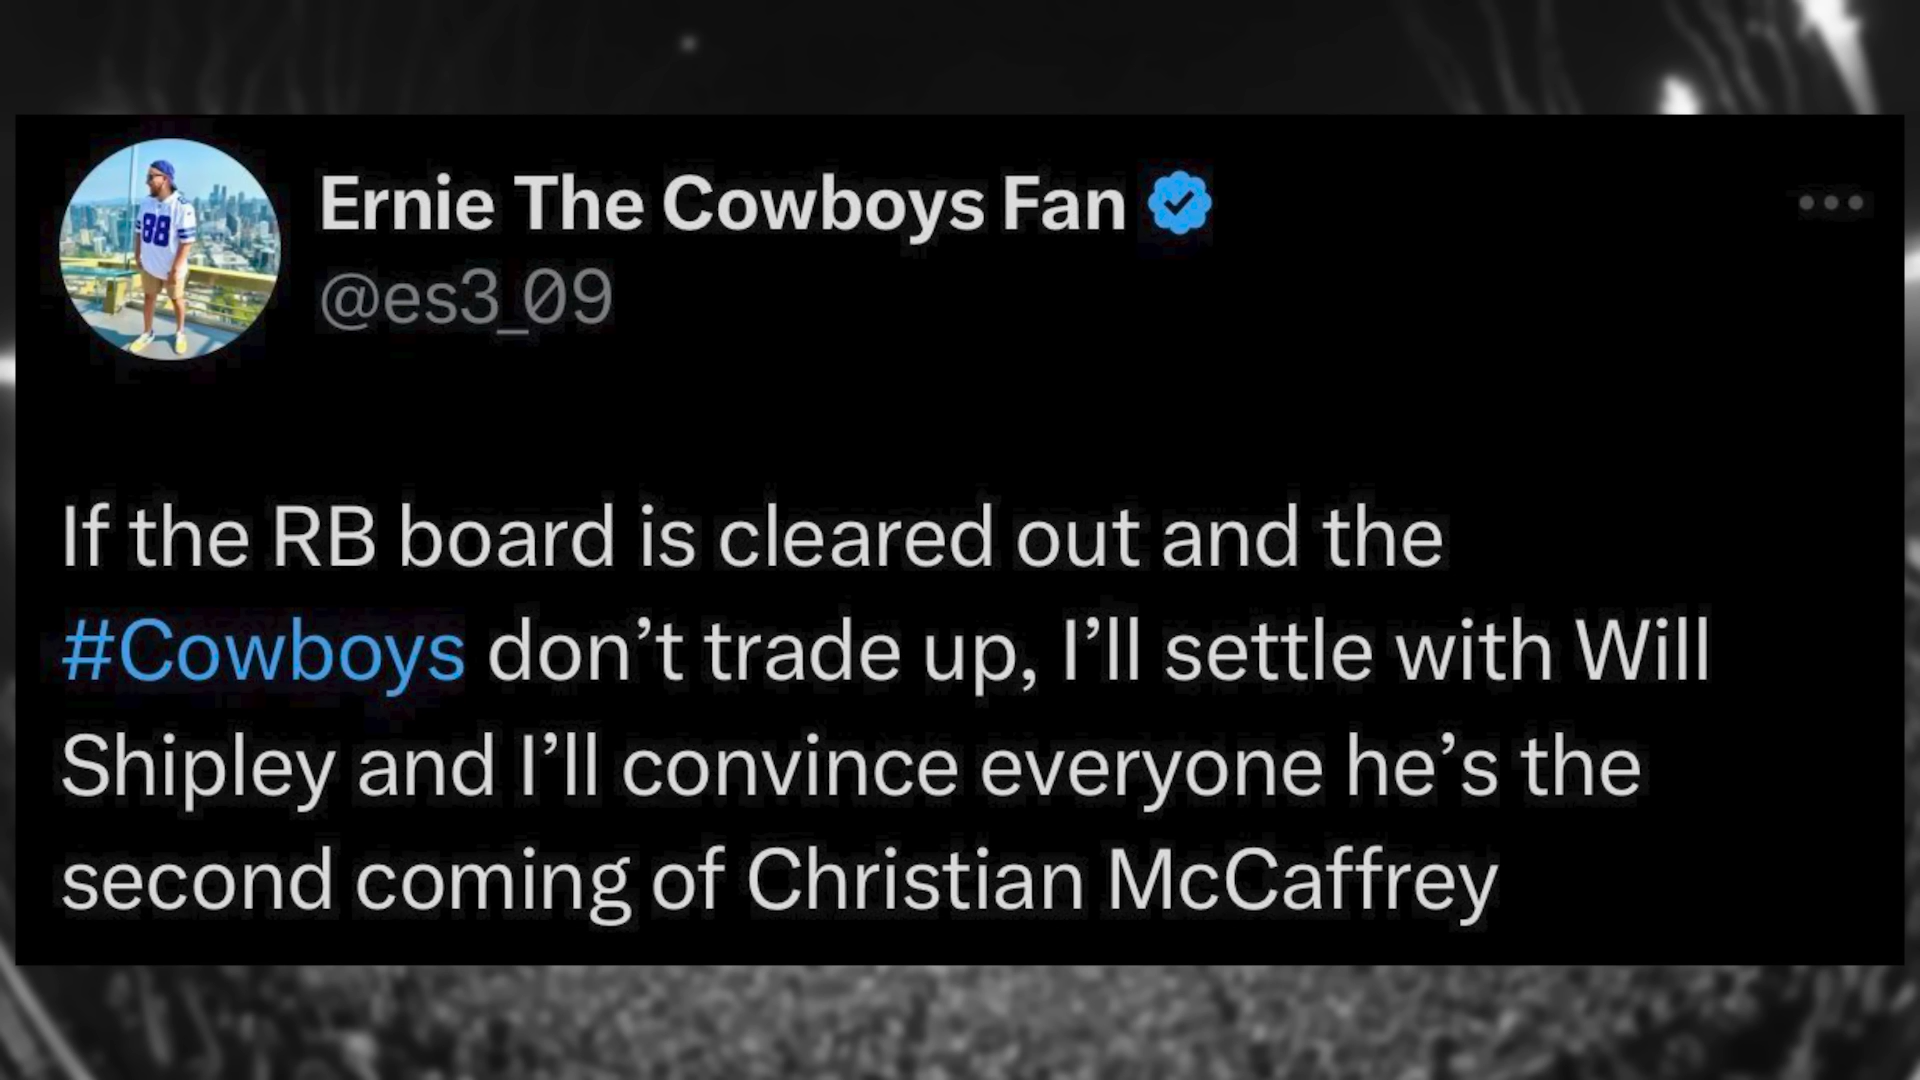 88
Ernie The Cowboys Fan
@es3_09
If the RB board is cleared out and the
#Cowboys don’t trade up, I’ll settle with Will
Shipley and I’ll convince everyone he’s the
second coming of Christian McCaffrey